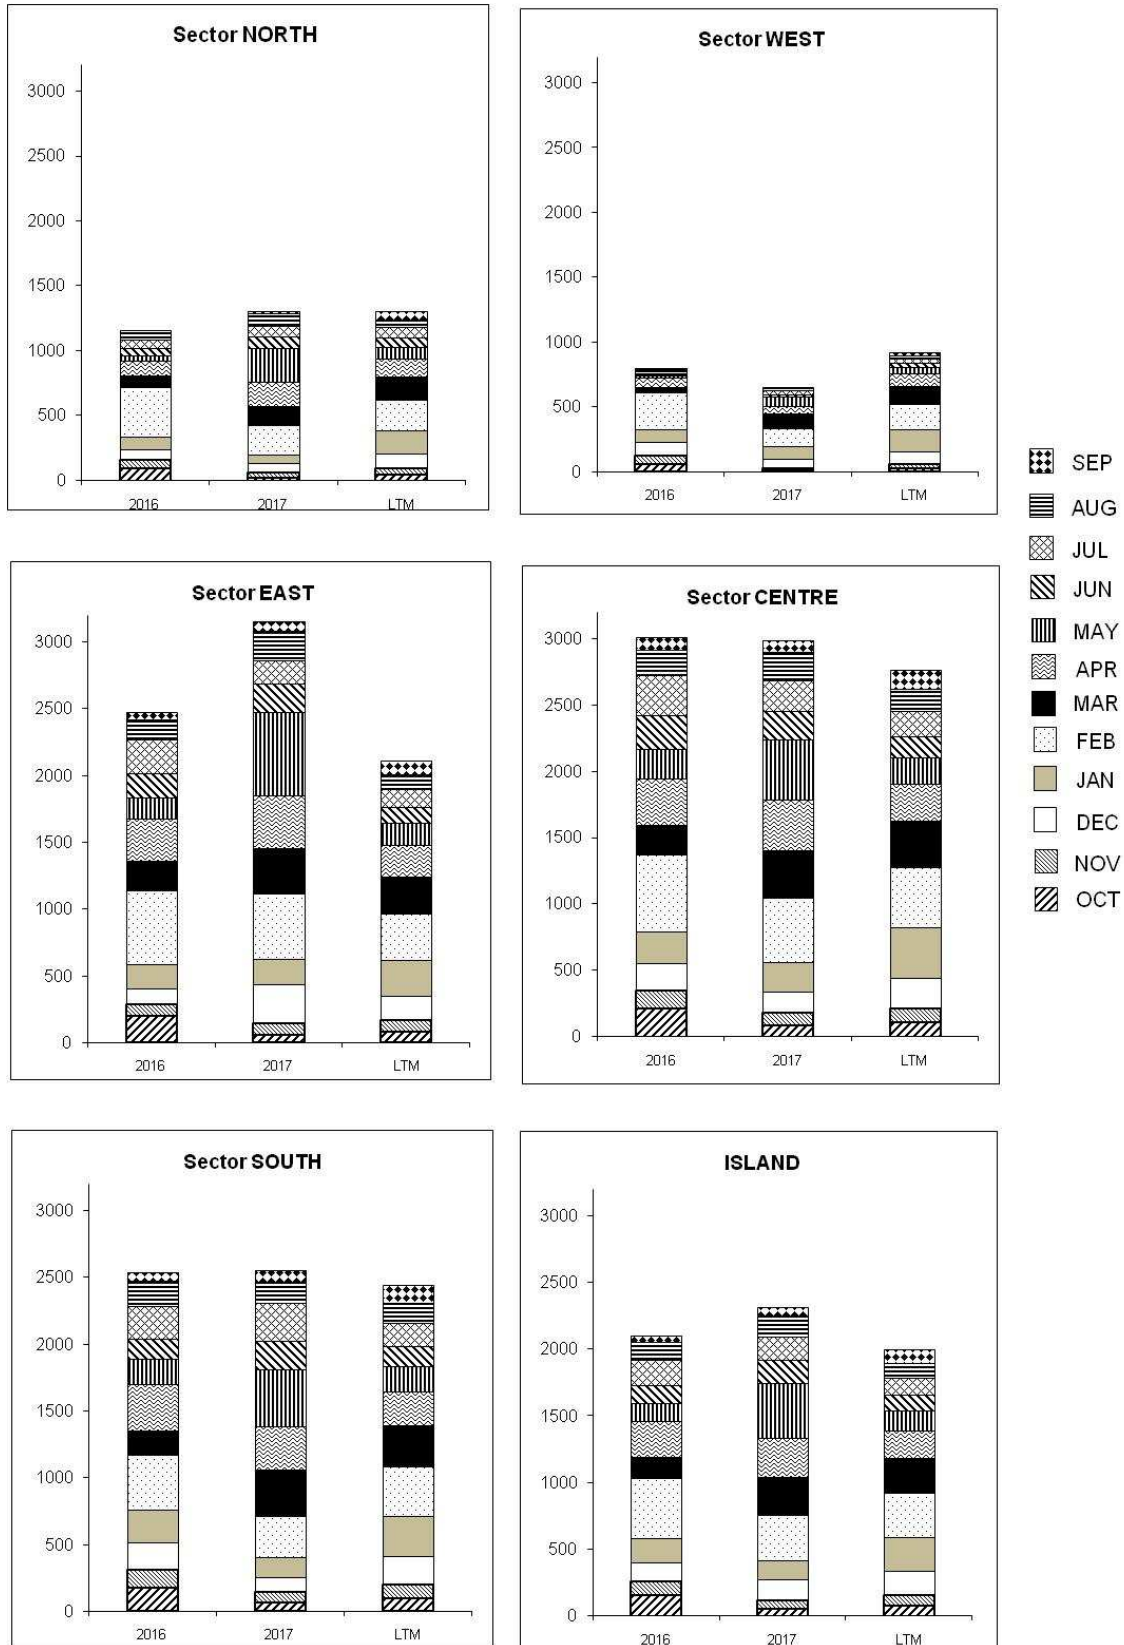 Sector NORTH
3000
2500
2000
1500
1000
500
0
2016 2017 LTM
Sector WEST
3000
2500
2000
1500
1000
500
0
2016 2017 LTM
Sector EAST
3000
2500
2000
1500
1000
500
0
2016 2017 LTM
Sector CENTRE
3000
2500
2000
1500
1000
500
0
2016 2017 LTM
SEP
AUG
JUL
JUN
MAY
APR
MAR
FEB
JAN
DEC
NOV
OCT
Sector SOUTH
3000
2500
2000
1500
1000
500
0
2016 2017 LTM
ISLAND
3000
2500
2000
1500
1000
500
0
2016 2017 LTM